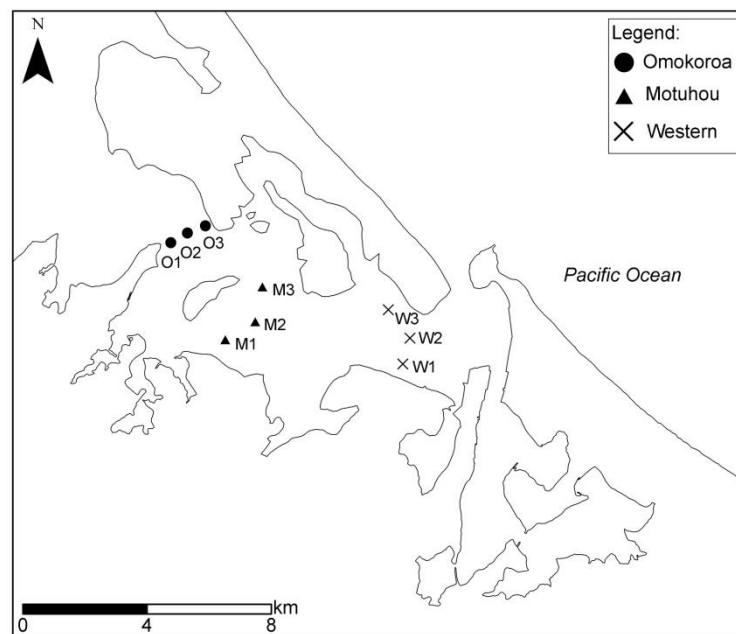 N
Legend:
Omokoroa
Motuhou
Western
O3
O2
O1
Pacific Ocean
M3
M2
M1
W3
W2
W1
km
0 4 8